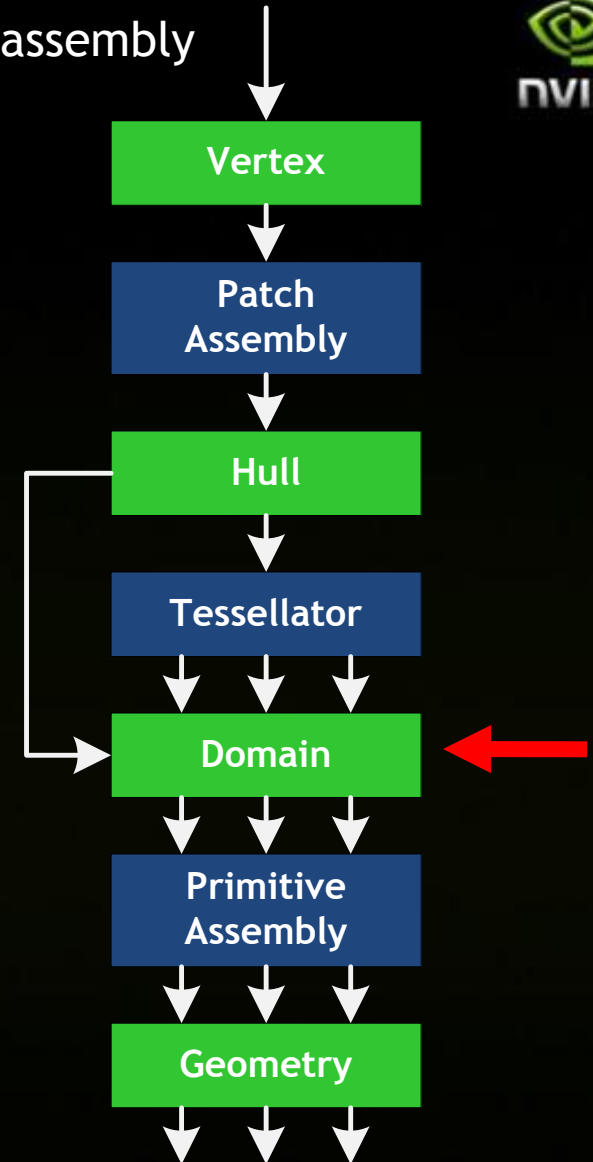 assembly
Vertex
Patch
Assembly
Hull
Tessellator
Domain
Primitive
Assembly
Geometry